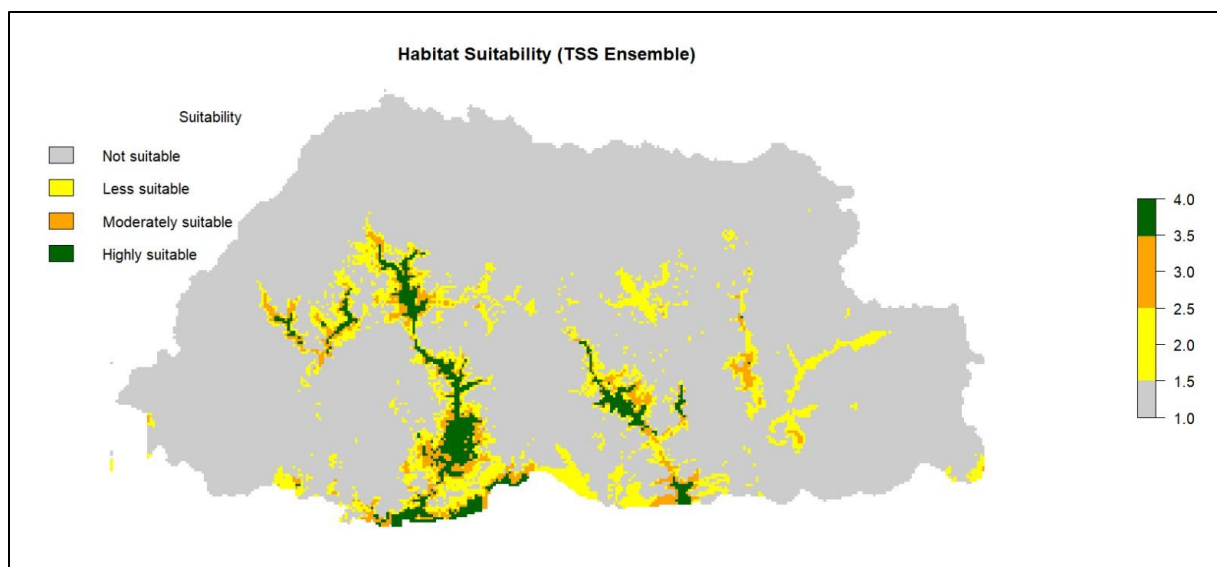 Habitat Suitability (TSS Ensemble)
Suitability
Not suitable
Less suitable
Moderately suitable
Highly suitable
4.0
3.5
3.0
2.5
2.0
1.5
1.0